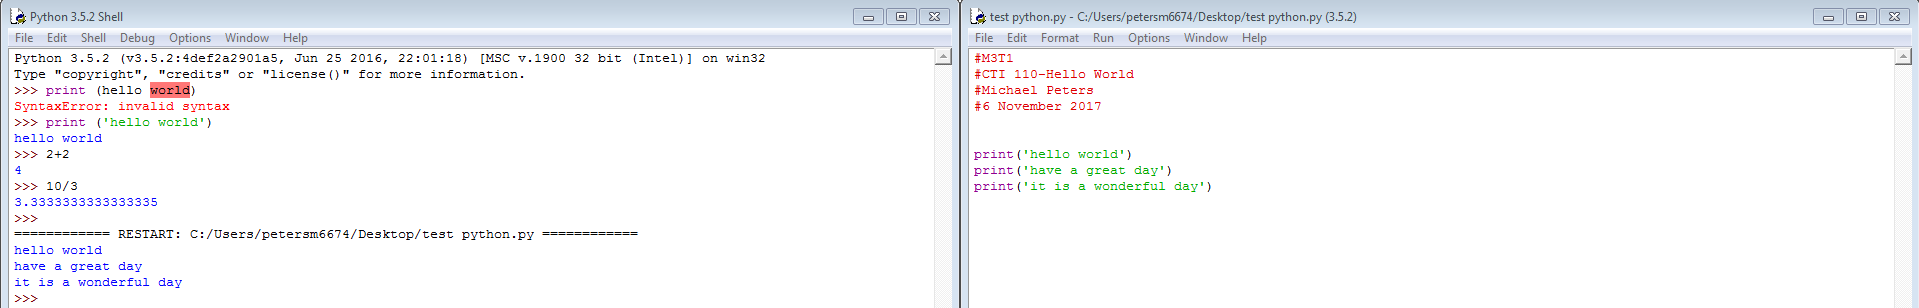 Python 3.5.2 Shell
File Edit Shell Debug Options Window Help
Python 3.5.2 (v3.5.2:4def2a2901a5, Jun 25 2016, 22:01:18) [MSC v.1900 32 bit (Intel)] on win32
Type "copyright", "credits" or "license()" for more information.
>>> print (hello world)
SyntaxError: invalid syntax
>>> print ('hello world')
hello world
>>> 2+2
4
>>> 10/3
3.3333333333333335
>>>
============ RESTART: C:/Users/petersm6674/Desktop/test python.py ============
hello world
have a great day
it is a wonderful day
>>>
test python.py - C:/Users/petersm6674/Desktop/test python.py (3.5.2)
File Edit Format Run Options Window Help
#M3T1
#CTI 110-Hello World
#Michael Peters
#6 November 2017
print('hello world')
print('have a great day')
print('it is a wonderful day')